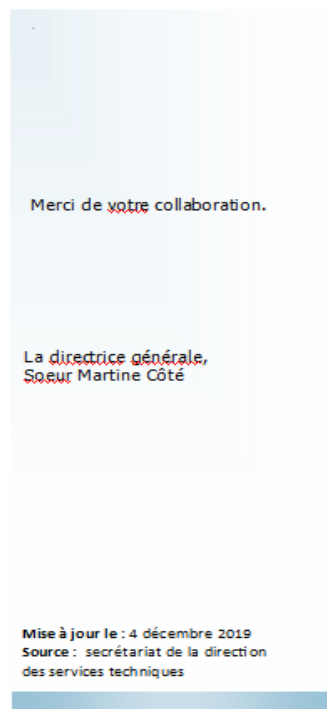 Merci de votre collaboration.
La directrice générale,
Soeur Martine Côté
Mise à jour le : 4 décembre 2019
Source : secrétariat de la direction
des services techniques